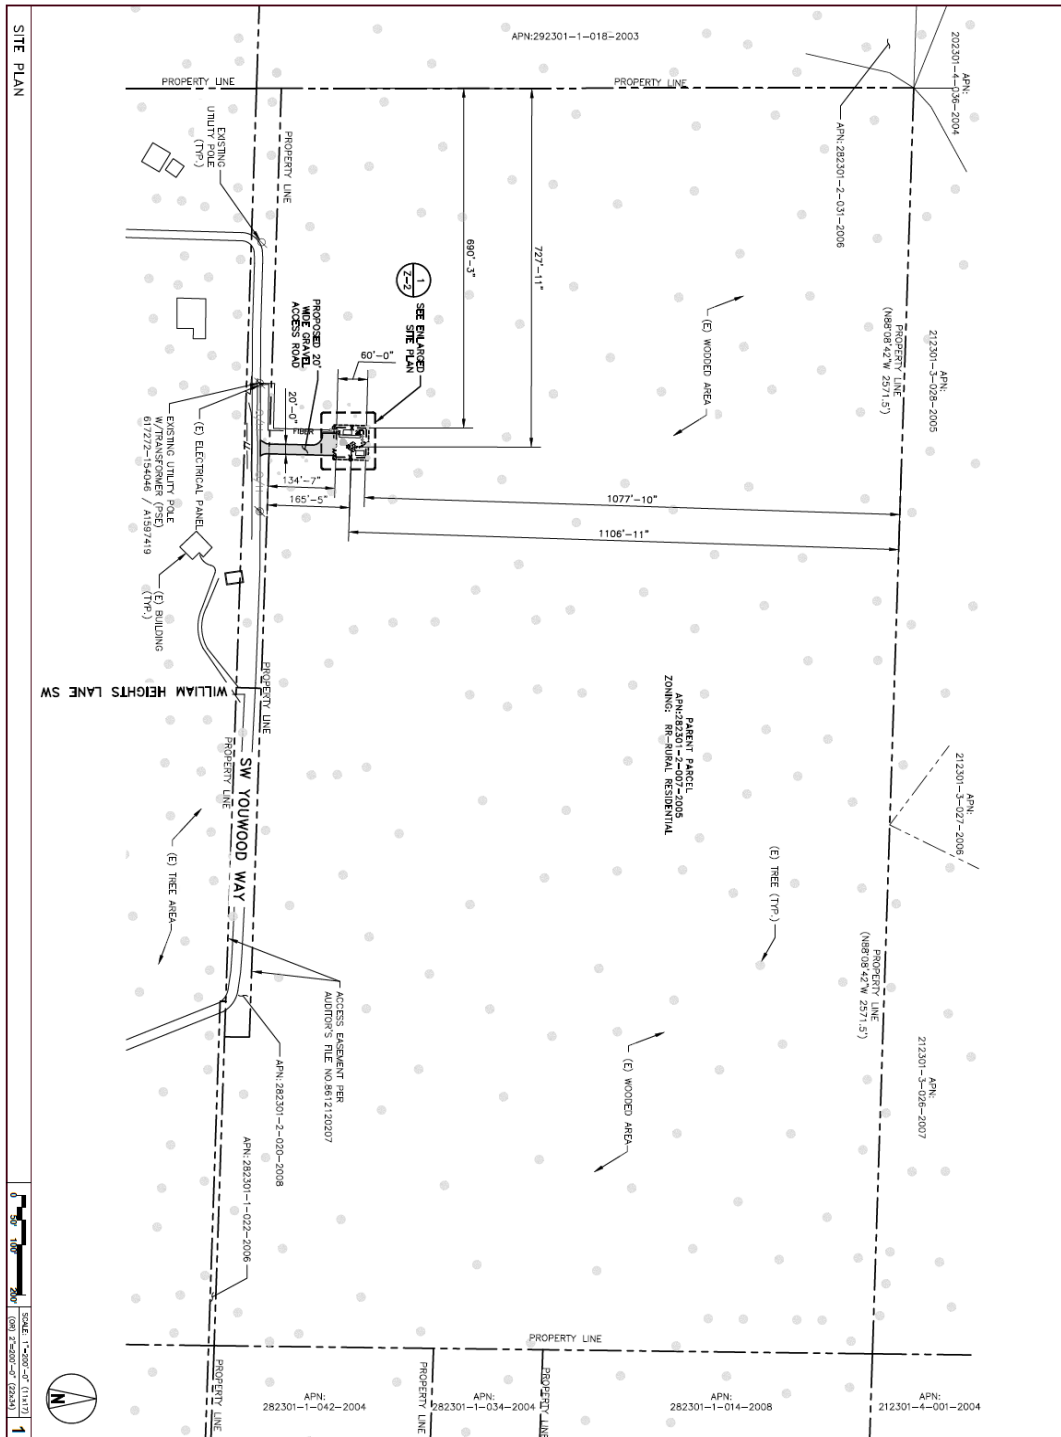 SITE PLAN
APN:292301-1-018-2003
APN:
202301-4-036-2004
PROPERTY LINE
PROPERTY LINE
APN:282301-2-031-2006
EXISTING
UTILITY POLE
(TYP.)
PROPERTY LINE
690'-3"
727'-11"
1
Z-2
SEE ENLARGED
SITE PLAN
(E) WOODED AREA
PROPERTY LINE
(N88°08'42"W 2571.5')
APN:
212301-3-028-2005
PROPOSED 20'
WIDE GRAVEL
ACCESS ROAD
60'-0"
20'-0"
FIBER
134'-7"
165'-5"
1077'-10"
1106'-11"
(E) ELECTRICAL PANEL
EXISTING UTILITY POLE
W/TRANSFORMER (PSE)
617272-154046 / A1597419
(E) BUILDING
(TYP.)
WILLIAM HEIGHTS LANE SW
PROPERTY LINE
PARENT PARCEL
APN:282301-2-007-2005
ZONING: RR-RURAL RESIDENTIAL
SW YOUWOOD WAY
PROPERTY LINE
APN:
212301-3-027-2006
(E) TREE AREA
(E) TREE (TYP.)
PROPERTY LINE
(N88°08'42"W 2571.5')
ACCESS EASEMENT PER
AUDITOR'S FILE NO.8612120207
APN: 282301-2-020-2008
(E) WOODED AREA
APN:
212301-3-026-2007
APN: 282301-1-022-2006
PROPERTY LINE
PROPERTY LINE
PROPERTY LINE
PROPERTY LINE
APN:
282301-1-042-2004
APN:
282301-1-034-2004
APN:
282301-1-014-2008
APN:
212301-4-001-2004
N
0 50' 100' 200'
SCALE: 1"=200'-0" (11x17)
(OR) 2"=200'-0" (22x34)
1